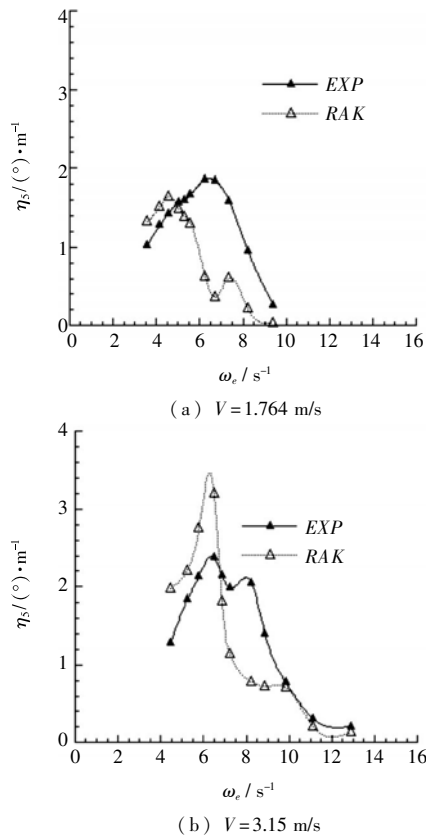 4
3
2
1
0
η₅/(°)•m⁻¹
EXP
RAK
0 2 4 6 8 10 12 14 16
ωₑ / s⁻¹
(a) V=1.764 m/s
4
3
2
1
0
η₅/(°)•m⁻¹
EXP
RAK
0 2 4 6 8 10 12 14 16
ωₑ / s⁻¹
(b) V=3.15 m/s